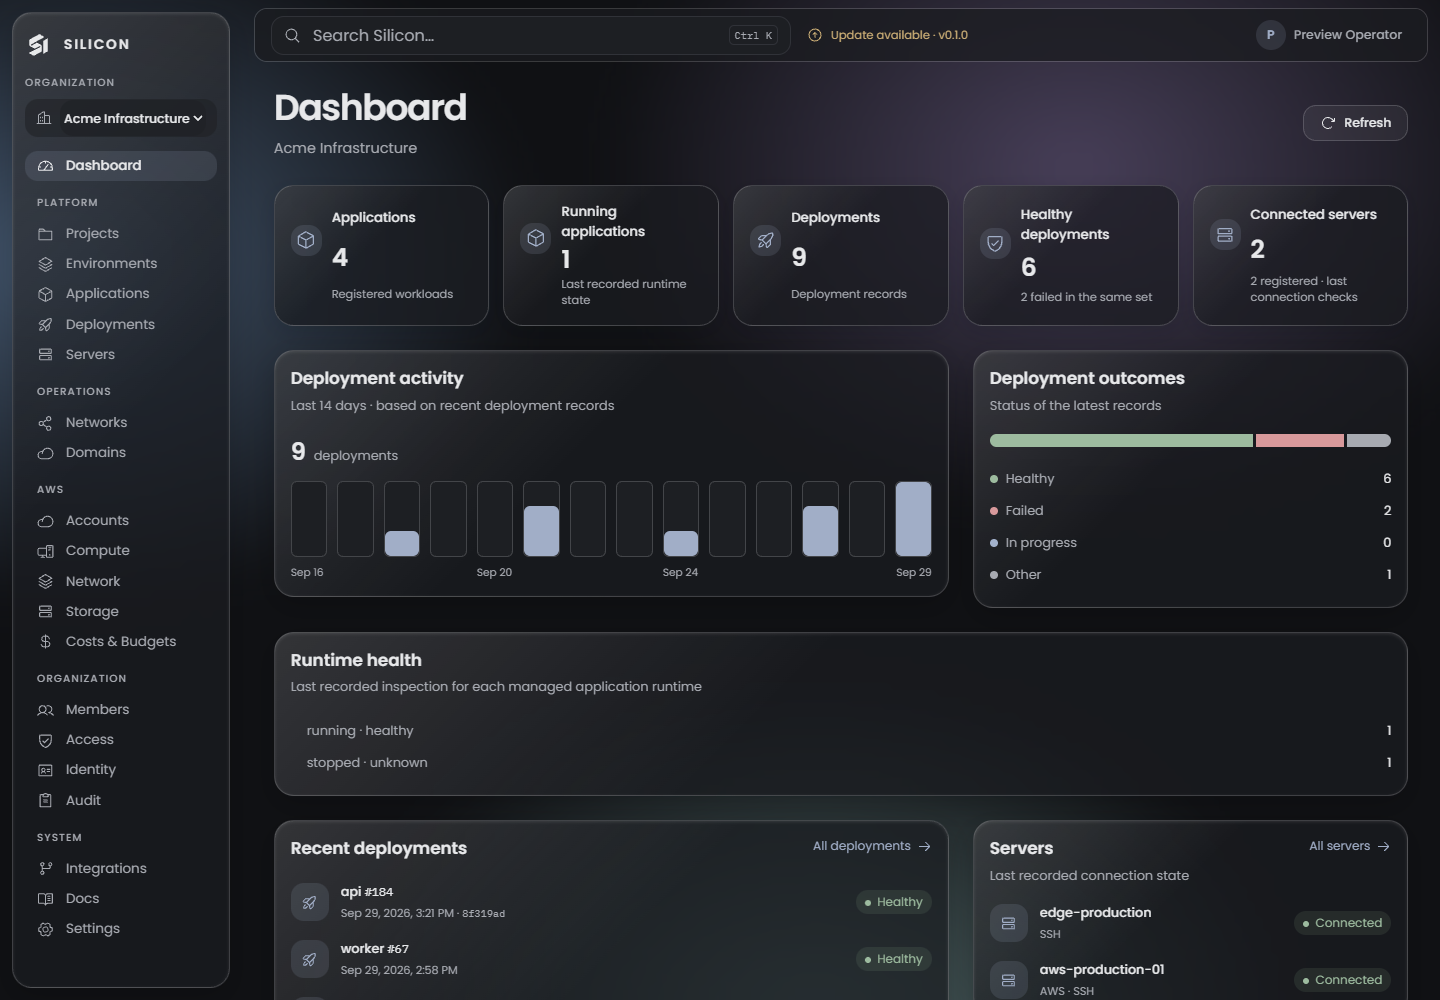 SILICON
ORGANIZATION
Acme Infrastructure
Dashboard
PLATFORM
Projects
Environments
Applications
Deployments
Servers
OPERATIONS
Networks
Domains
AWS
Accounts
Compute
Network
Storage
Costs & Budgets
ORGANIZATION
Members
Access
Identity
Audit
SYSTEM
Integrations
Docs
Settings
Search Silicon...
Ctrl K
Update available · v0.1.0
P
Preview Operator
Dashboard
Acme Infrastructure
Refresh
Applications
4
Registered workloads
Running
applications
1
Last recorded runtime
state
Deployments
9
Deployment records
Healthy
deployments
6
2 failed in the same set
Connected servers
2
2 registered · last
connection checks
Deployment activity
Last 14 days · based on recent deployment records
9 deployments
Sep 16
Sep 20
Sep 24
Sep 29
Deployment outcomes
Status of the latest records
Healthy 6
Failed 2
In progress 0
Other 1
Runtime health
Last recorded inspection for each managed application runtime
running · healthy 1
stopped · unknown 1
Recent deployments
All deployments →
api #184
Sep 29, 2026, 3:21 PM · 8f319ad
Healthy
worker #67
Sep 29, 2026, 2:58 PM
Healthy
Servers
All servers →
Last recorded connection state
edge-production
SSH
Connected
aws-production-01
AWS · SSH
Connected